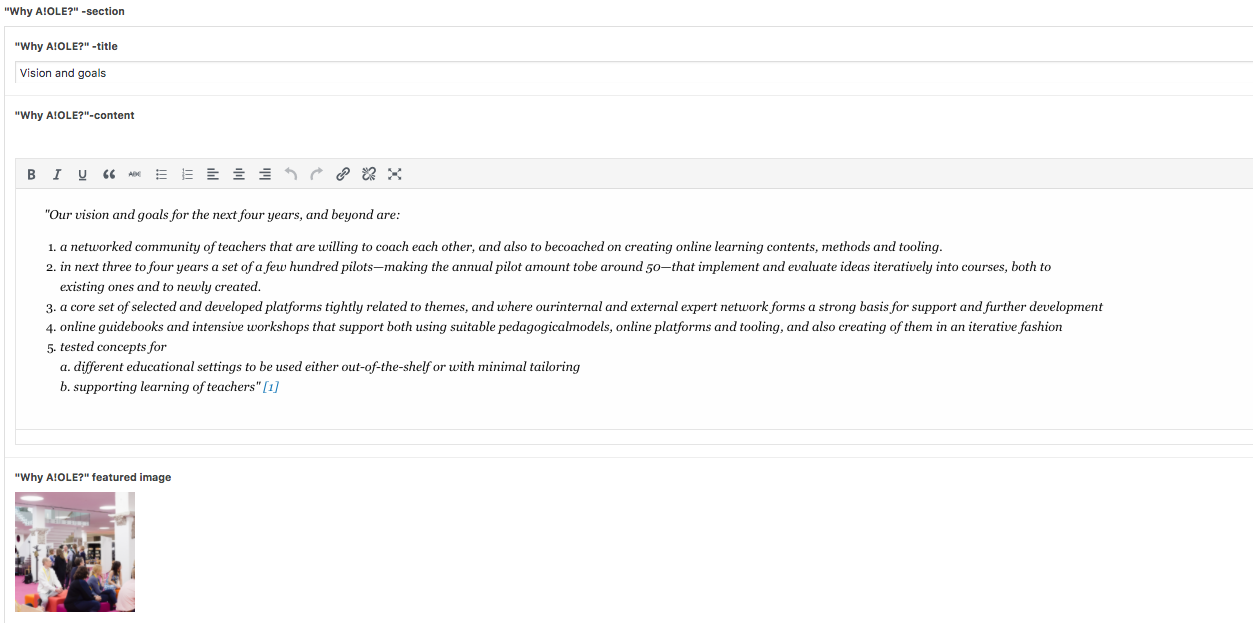 "Why A!OLE?" -section
"Why A!OLE?" -title
Vision and goals
"Why A!OLE?"-content
B I U ABC
"Our vision and goals for the next four years, and beyond are:
1. a networked community of teachers that are willing to coach each other, and also to becoached on creating online learning contents, methods and tooling.
2. in next three to four years a set of a few hundred pilots—making the annual pilot amount tobe around 50—that implement and evaluate ideas iteratively into courses, both to
existing ones and to newly created.
3. a core set of selected and developed platforms tightly related to themes, and where ourinternal and external expert network forms a strong basis for support and further development
4. online guidebooks and intensive workshops that support both using suitable pedagogicalmodels, online platforms and tooling, and also creating of them in an iterative fashion
5. tested concepts for
a. different educational settings to be used either out-of-the-shelf or with minimal tailoring
b. supporting learning of teachers" [1]
"Why A!OLE?" featured image